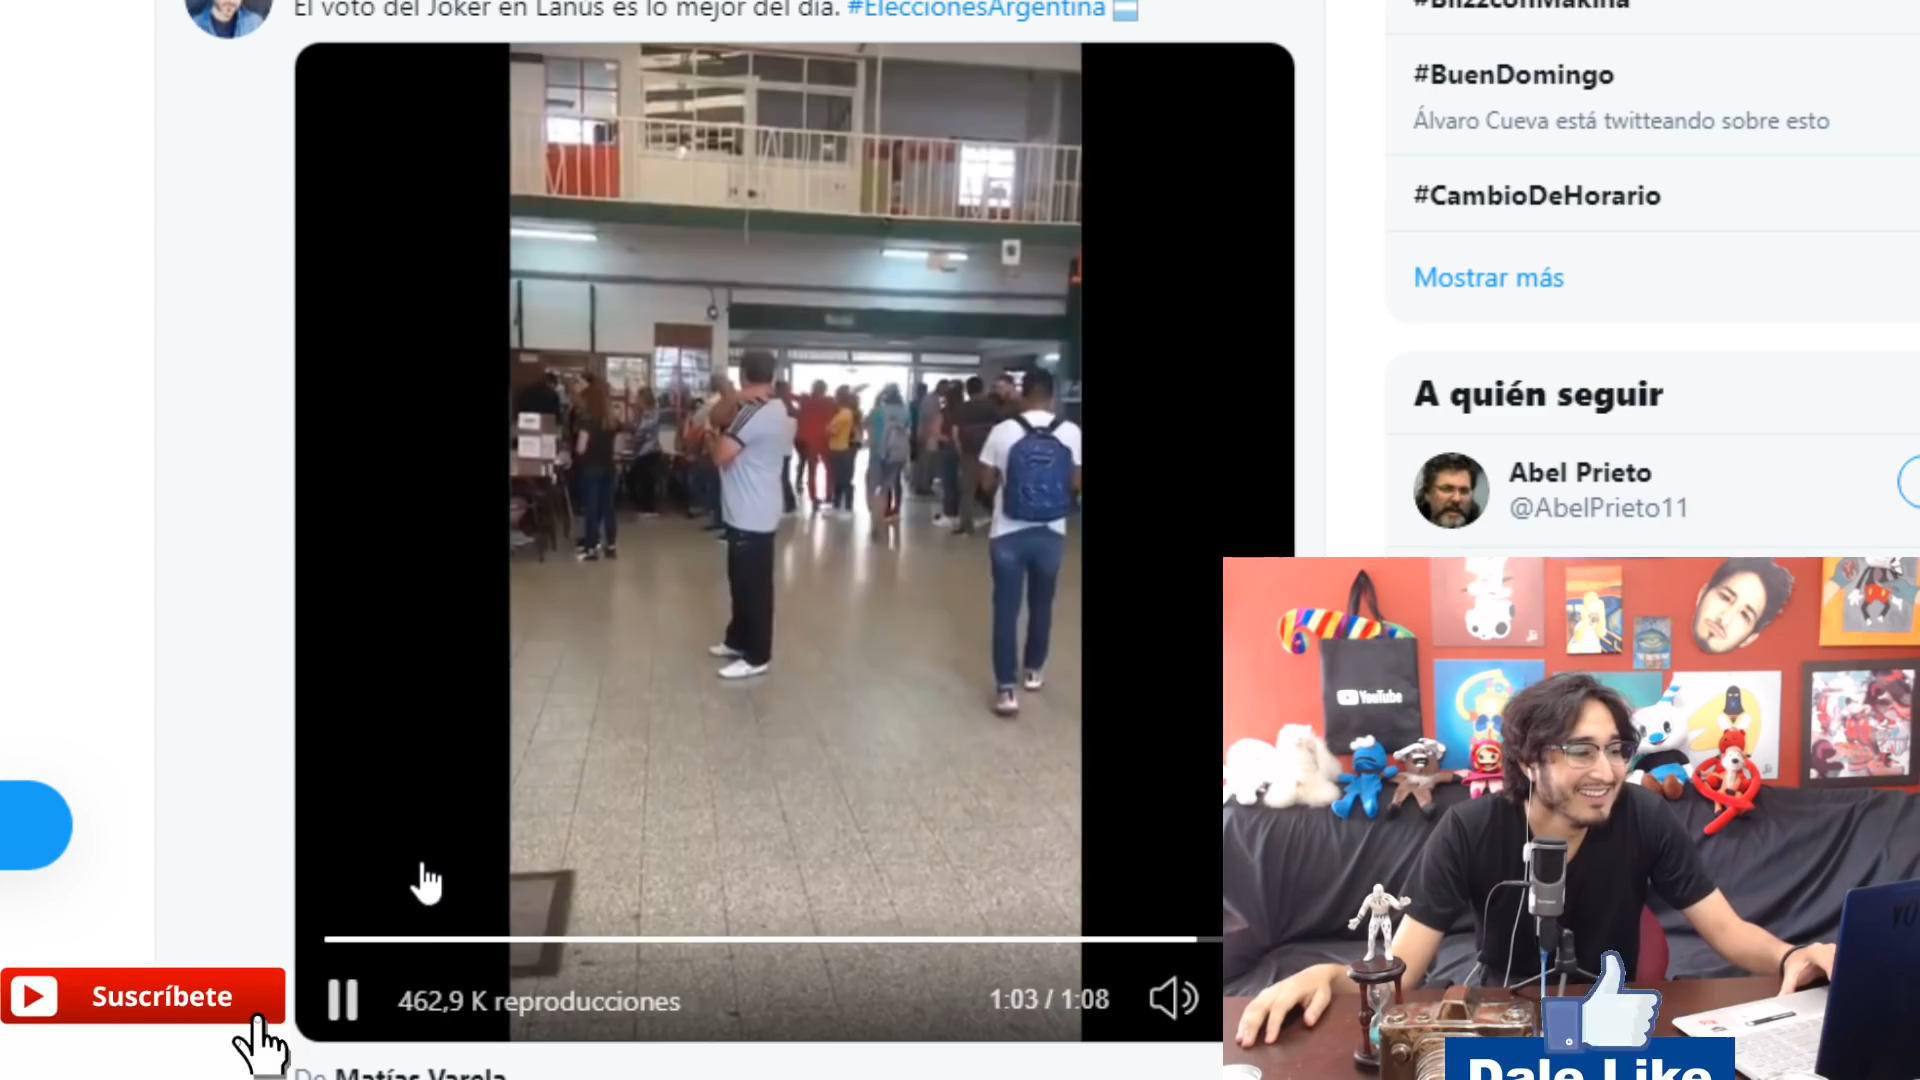 El voto del Joker en Lanús es lo mejor del día. #EleccionesArgentina
#BlizzconMakina
#BuenDomingo
Álvaro Cueva está twitteando sobre esto
#CambioDeHorario
Mostrar más
A quién seguir
Abel Prieto
@AbelPrieto11
YouTube
462,9 K reproducciones
1:03 / 1:08
Suscríbete
De Matías Varela
Dale Like